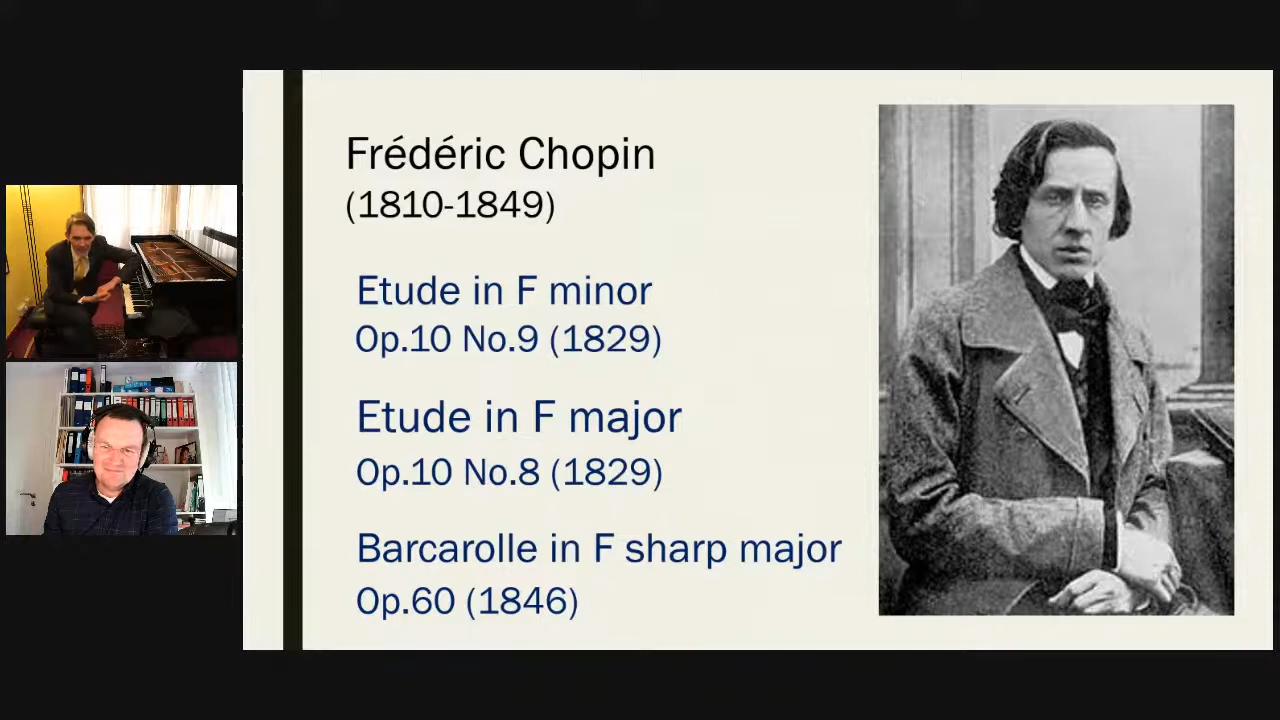 Frédéric Chopin
(1810-1849)
Etude in F minor
Op.10 No.9 (1829)
Etude in F major
Op.10 No.8 (1829)
Barcarolle in F sharp major
Op.60 (1846)